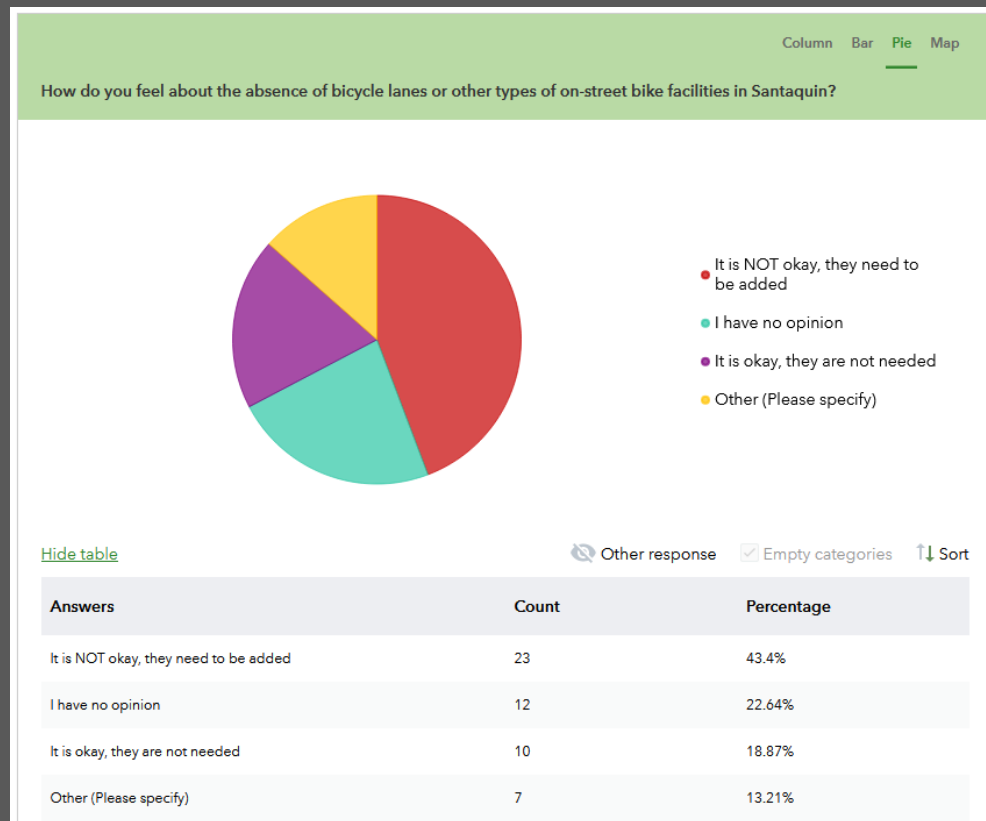 Column Bar Pie Map
How do you feel about the absence of bicycle lanes or other types of on-street bike facilities in Santaquin?
It is NOT okay, they need to
be added
I have no opinion
It is okay, they are not needed
Other (Please specify)
Hide table Other response Empty categories Sort
Answers Count Percentage
It is NOT okay, they need to be added 23 43.4%
I have no opinion 12 22.64%
It is okay, they are not needed 10 18.87%
Other (Please specify) 7 13.21%